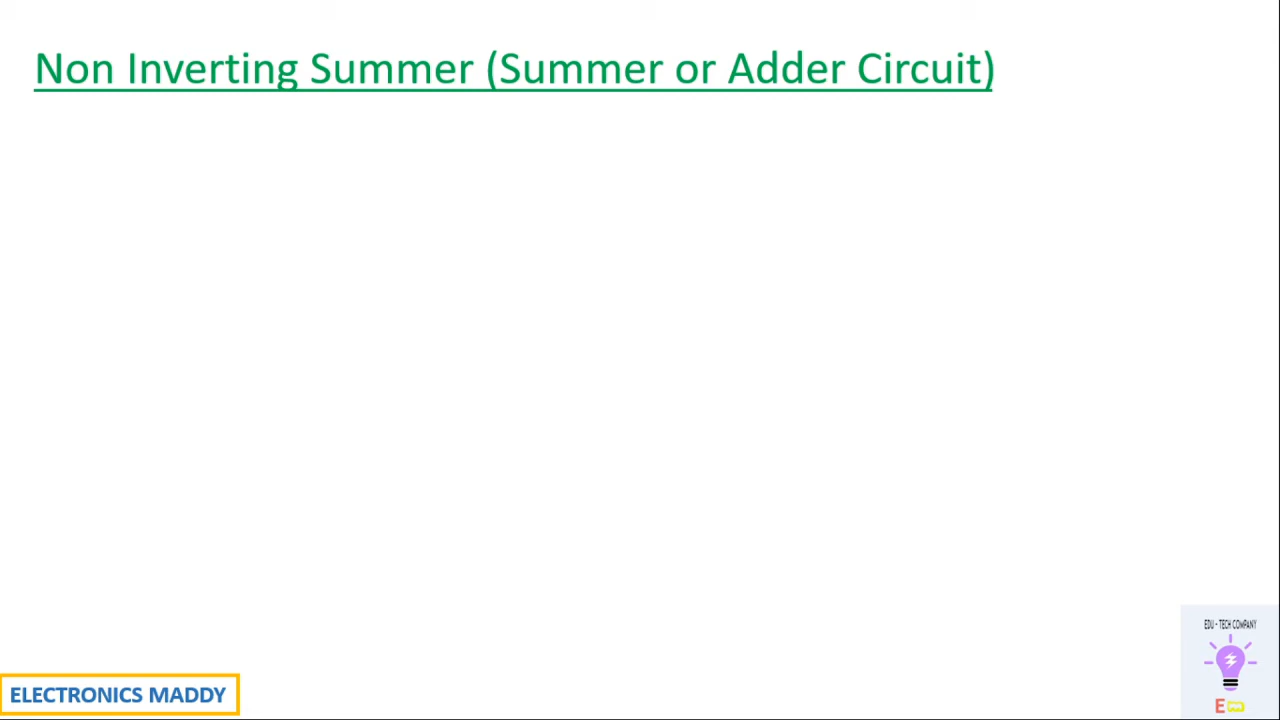 Non Inverting Summer (Summer or Adder Circuit)
EDU - TECH COMPANY
ELECTRONICS MADDY
E